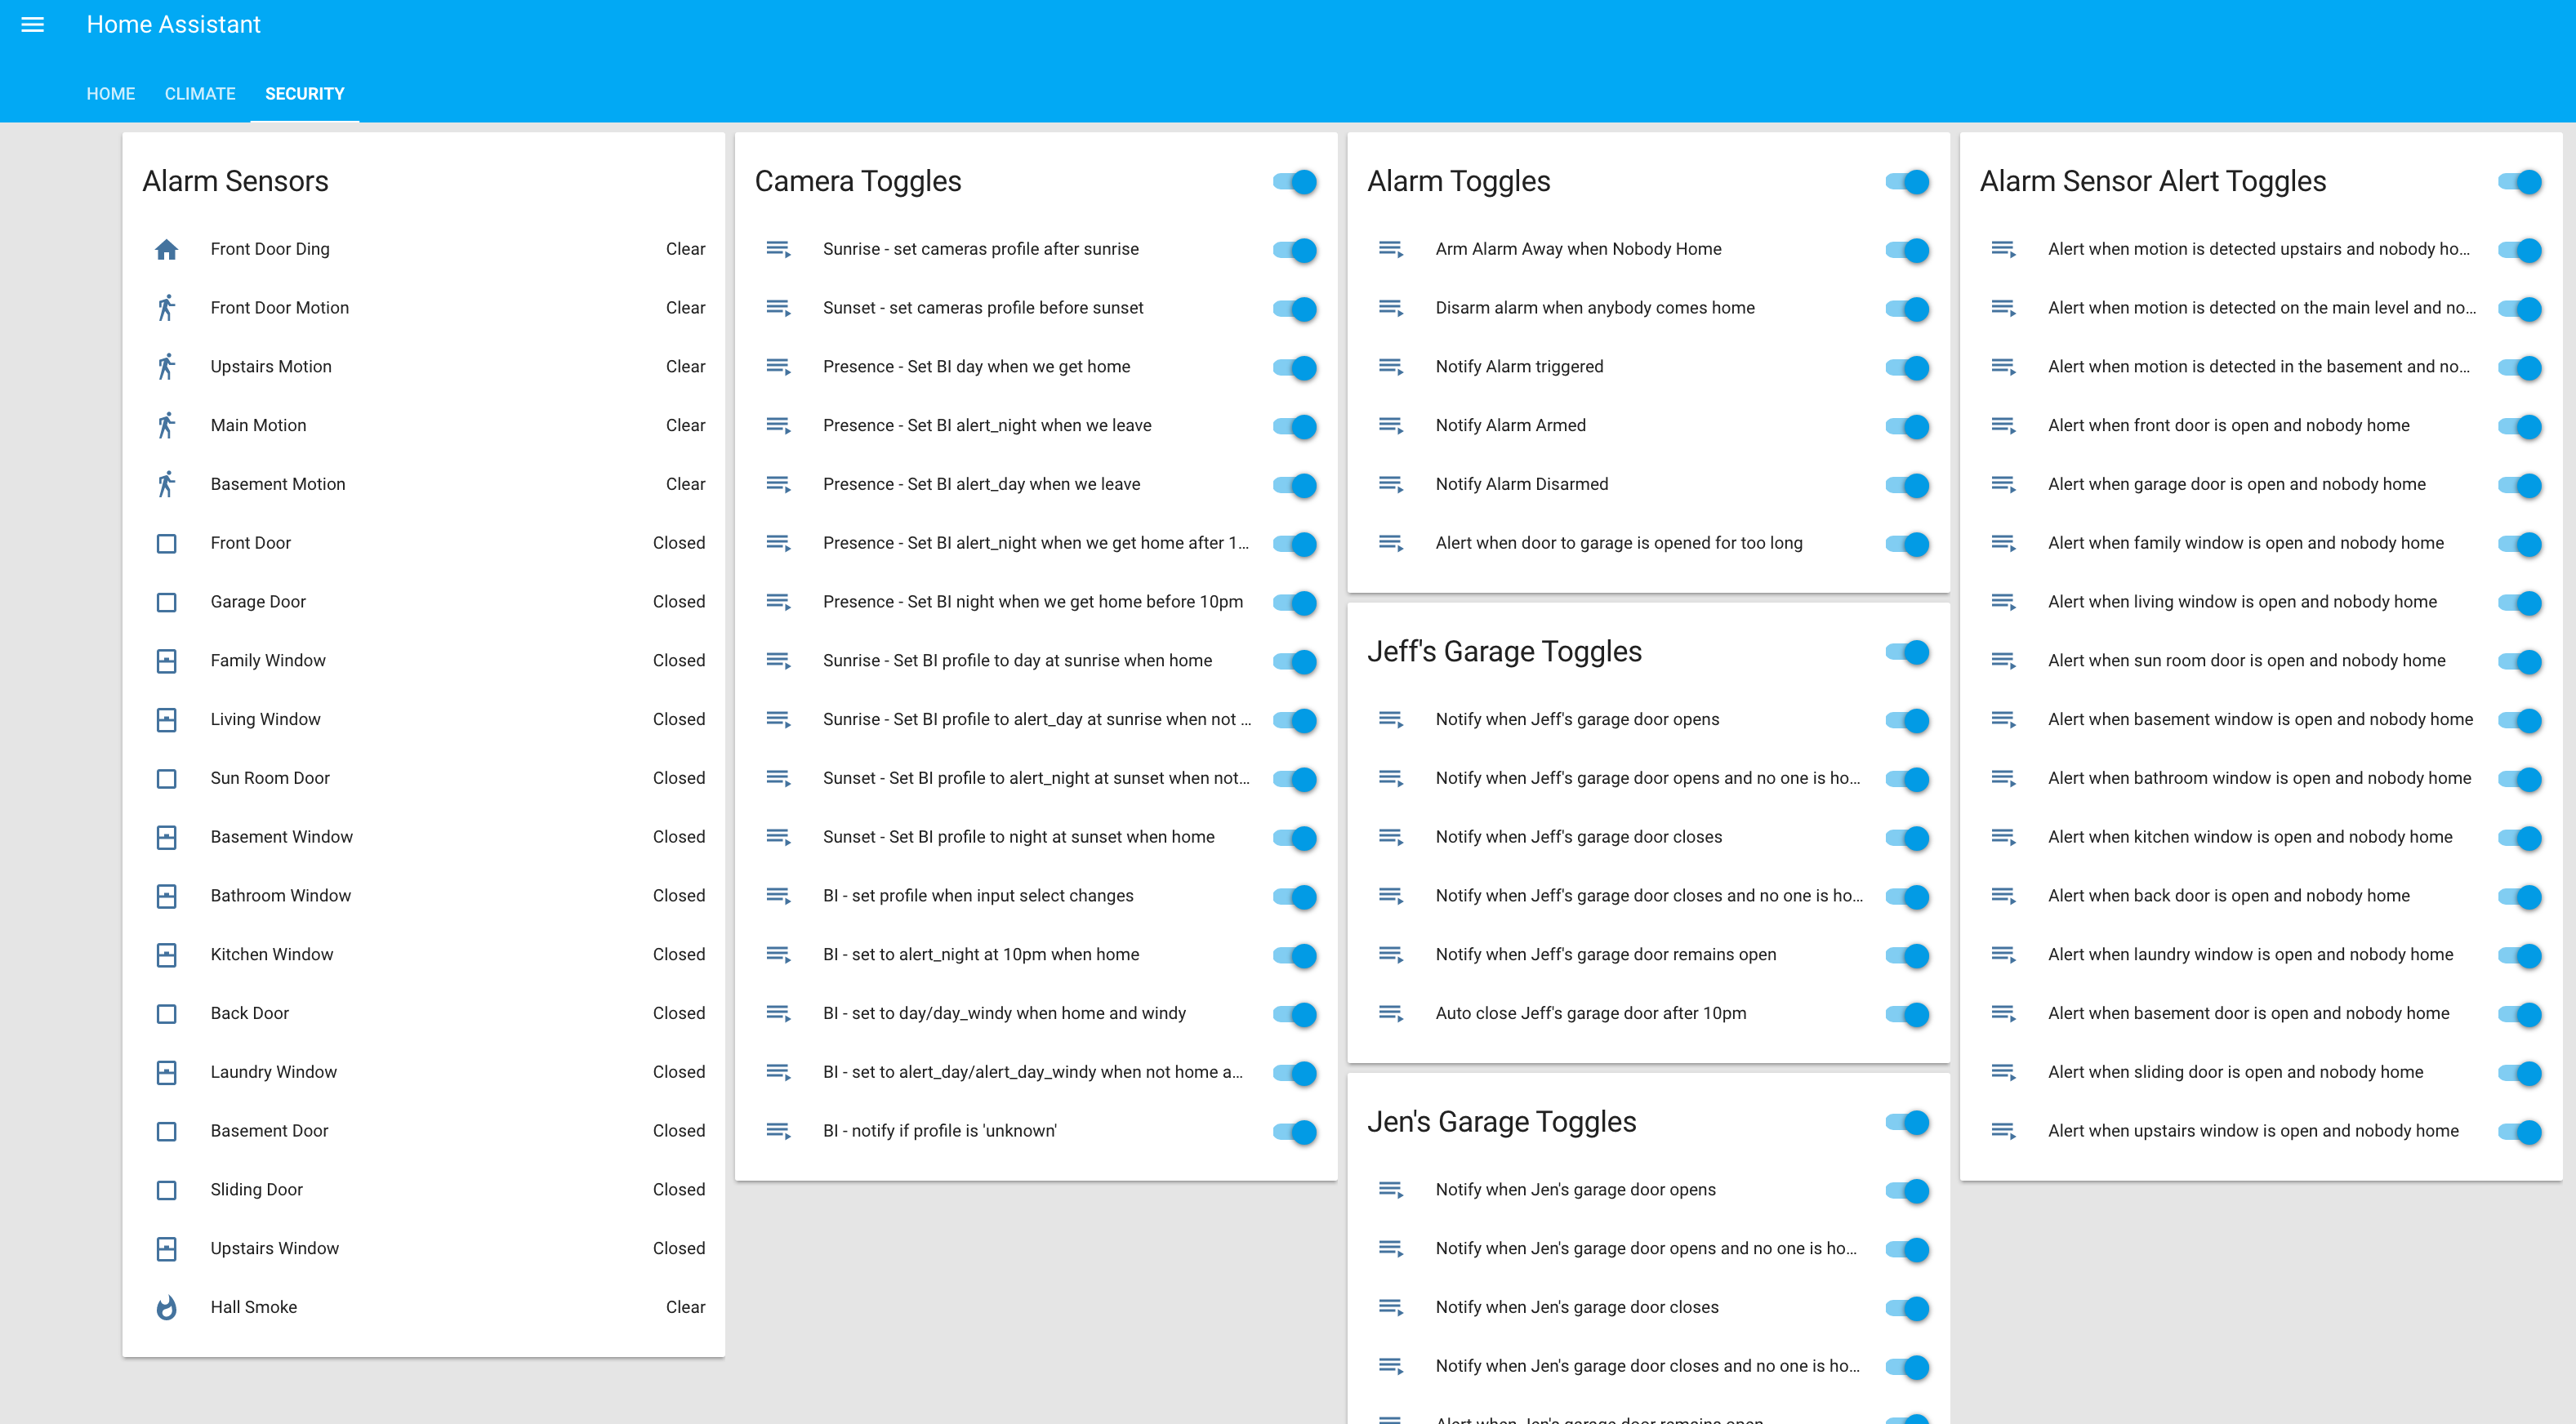 Home Assistant
HOME CLIMATE SECURITY
Alarm Sensors
Front Door Ding Clear
Front Door Motion Clear
Upstairs Motion Clear
Main Motion Clear
Basement Motion Clear
Front Door Closed
Garage Door Closed
Family Window Closed
Living Window Closed
Sun Room Door Closed
Basement Window Closed
Bathroom Window Closed
Kitchen Window Closed
Back Door Closed
Laundry Window Closed
Basement Door Closed
Sliding Door Closed
Upstairs Window Closed
Hall Smoke Clear
Camera Toggles
Sunrise - set cameras profile after sunrise
Sunset - set cameras profile before sunset
Presence - Set BI day when we get home
Presence - Set BI alert_night when we leave
Presence - Set BI alert_day when we leave
Presence - Set BI alert_night when we get home after 1...
Presence - Set BI night when we get home before 10pm
Sunrise - Set BI profile to day at sunrise when home
Sunrise - Set BI profile to alert_day at sunrise when not ...
Sunset - Set BI profile to alert_night at sunset when not...
Sunset - Set BI profile to night at sunset when home
BI - set profile when input select changes
BI - set to alert_night at 10pm when home
BI - set to day/day_windy when home and windy
BI - set to alert_day/alert_day_windy when not home a...
BI - notify if profile is 'unknown'
Alarm Toggles
Arm Alarm Away when Nobody Home
Disarm alarm when anybody comes home
Notify Alarm triggered
Notify Alarm Armed
Notify Alarm Disarmed
Alert when door to garage is opened for too long
Jeff's Garage Toggles
Notify when Jeff's garage door opens
Notify when Jeff's garage door opens and no one is ho...
Notify when Jeff's garage door closes
Notify when Jeff's garage door closes and no one is ho...
Notify when Jeff's garage door remains open
Auto close Jeff's garage door after 10pm
Jen's Garage Toggles
Notify when Jen's garage door opens
Notify when Jen's garage door opens and no one is ho...
Notify when Jen's garage door closes
Notify when Jen's garage door closes and no one is ho...
Alert when Jen's garage door remains open
Alarm Sensor Alert Toggles
Alert when motion is detected upstairs and nobody ho...
Alert when motion is detected on the main level and no...
Alert when motion is detected in the basement and no...
Alert when front door is open and nobody home
Alert when garage door is open and nobody home
Alert when family window is open and nobody home
Alert when living window is open and nobody home
Alert when sun room door is open and nobody home
Alert when basement window is open and nobody home
Alert when bathroom window is open and nobody home
Alert when kitchen window is open and nobody home
Alert when back door is open and nobody home
Alert when laundry window is open and nobody home
Alert when basement door is open and nobody home
Alert when sliding door is open and nobody home
Alert when upstairs window is open and nobody home